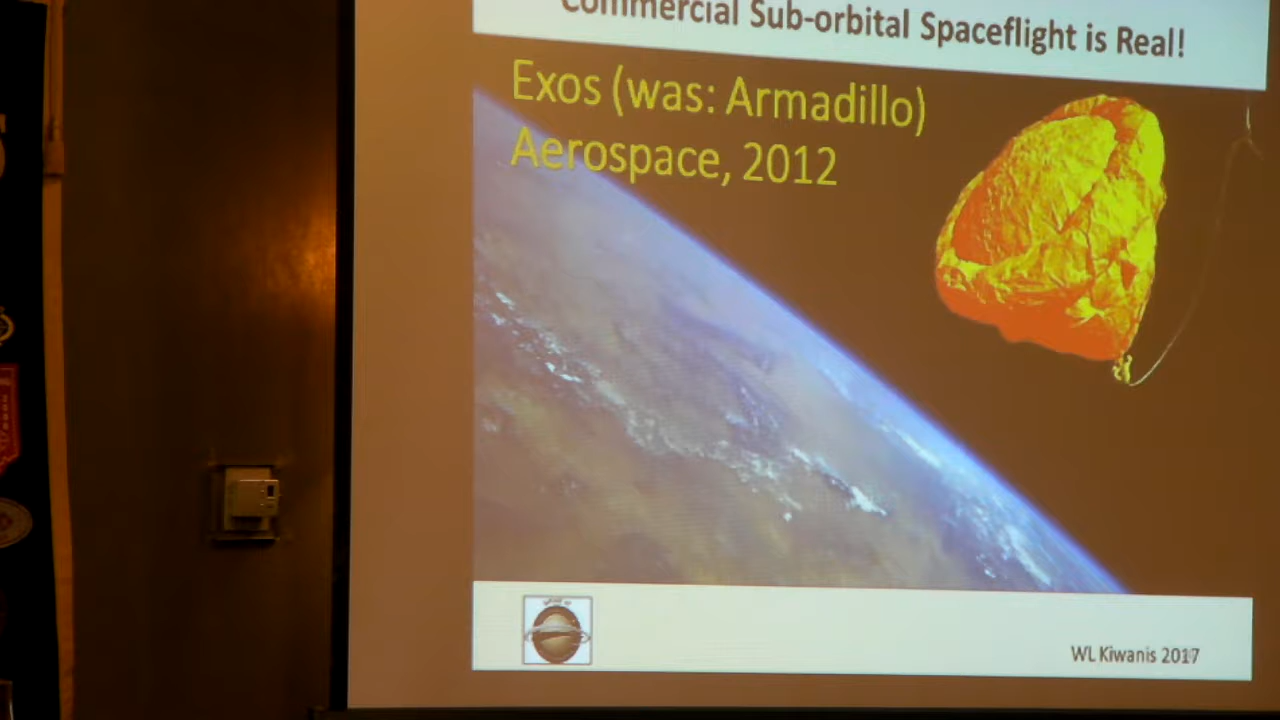 Commercial Sub-orbital Spaceflight is Real!
Exos (was: Armadillo)
Aerospace, 2012
WL Kiwanis 2017